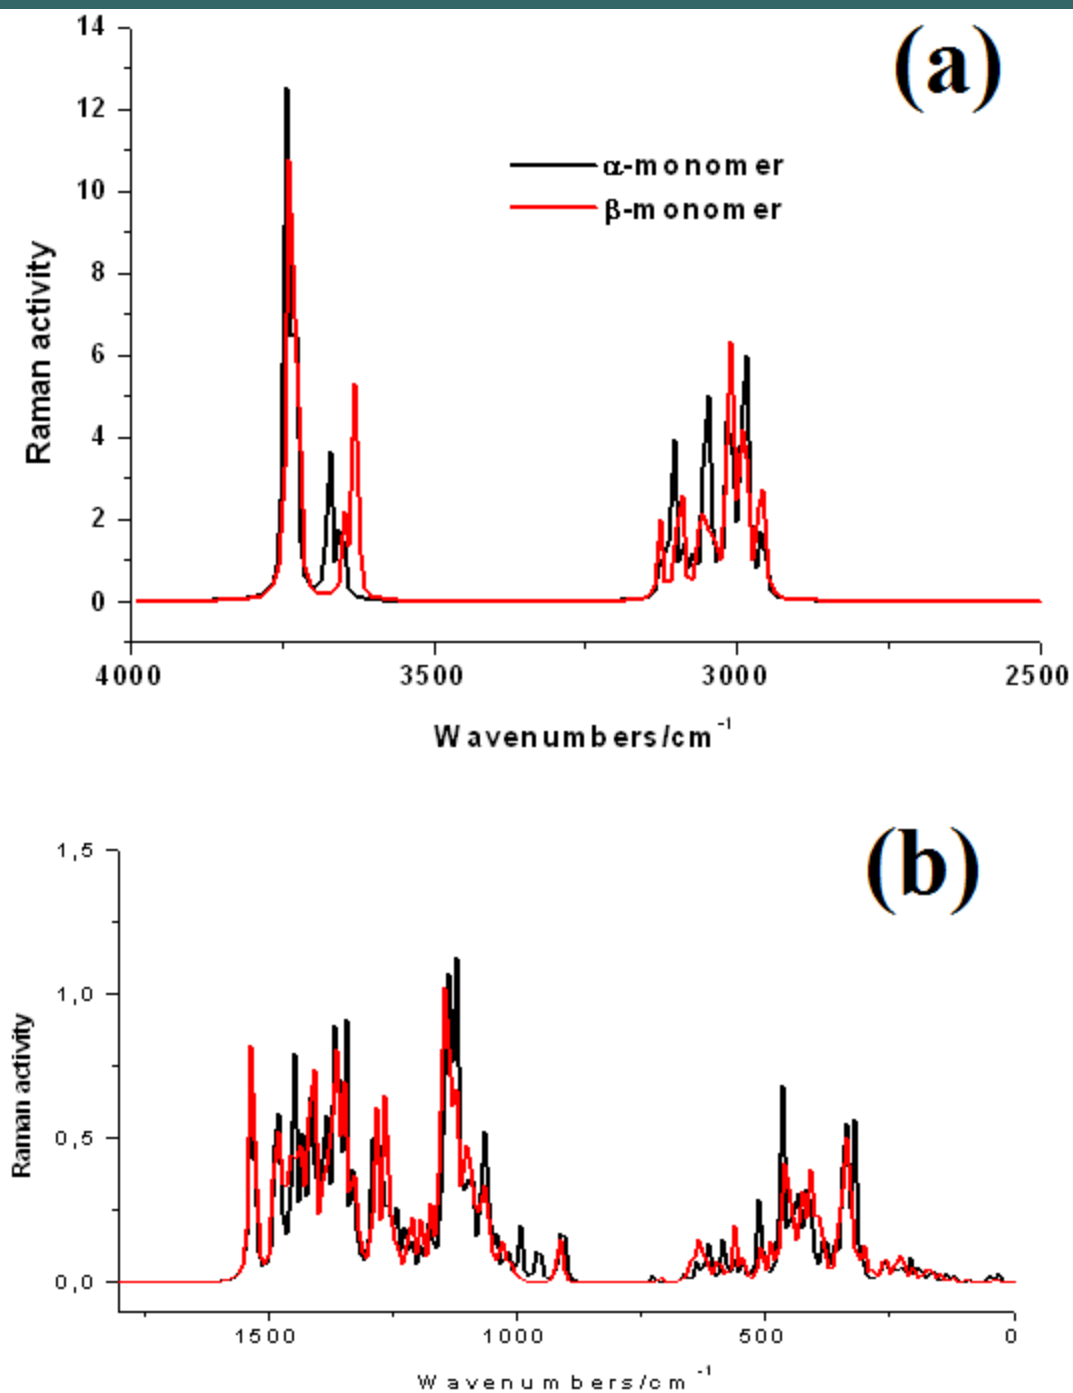 (a)
14
12
10
8
6
4
2
0
Raman activity
α-monomer
β-monomer
4000 3500 3000 2500
Wavenumbers/cm⁻¹
(b)
1,5
1,0
0,5
0,0
Raman activity
1500 1000 500 0
Wavenumbers/cm⁻¹